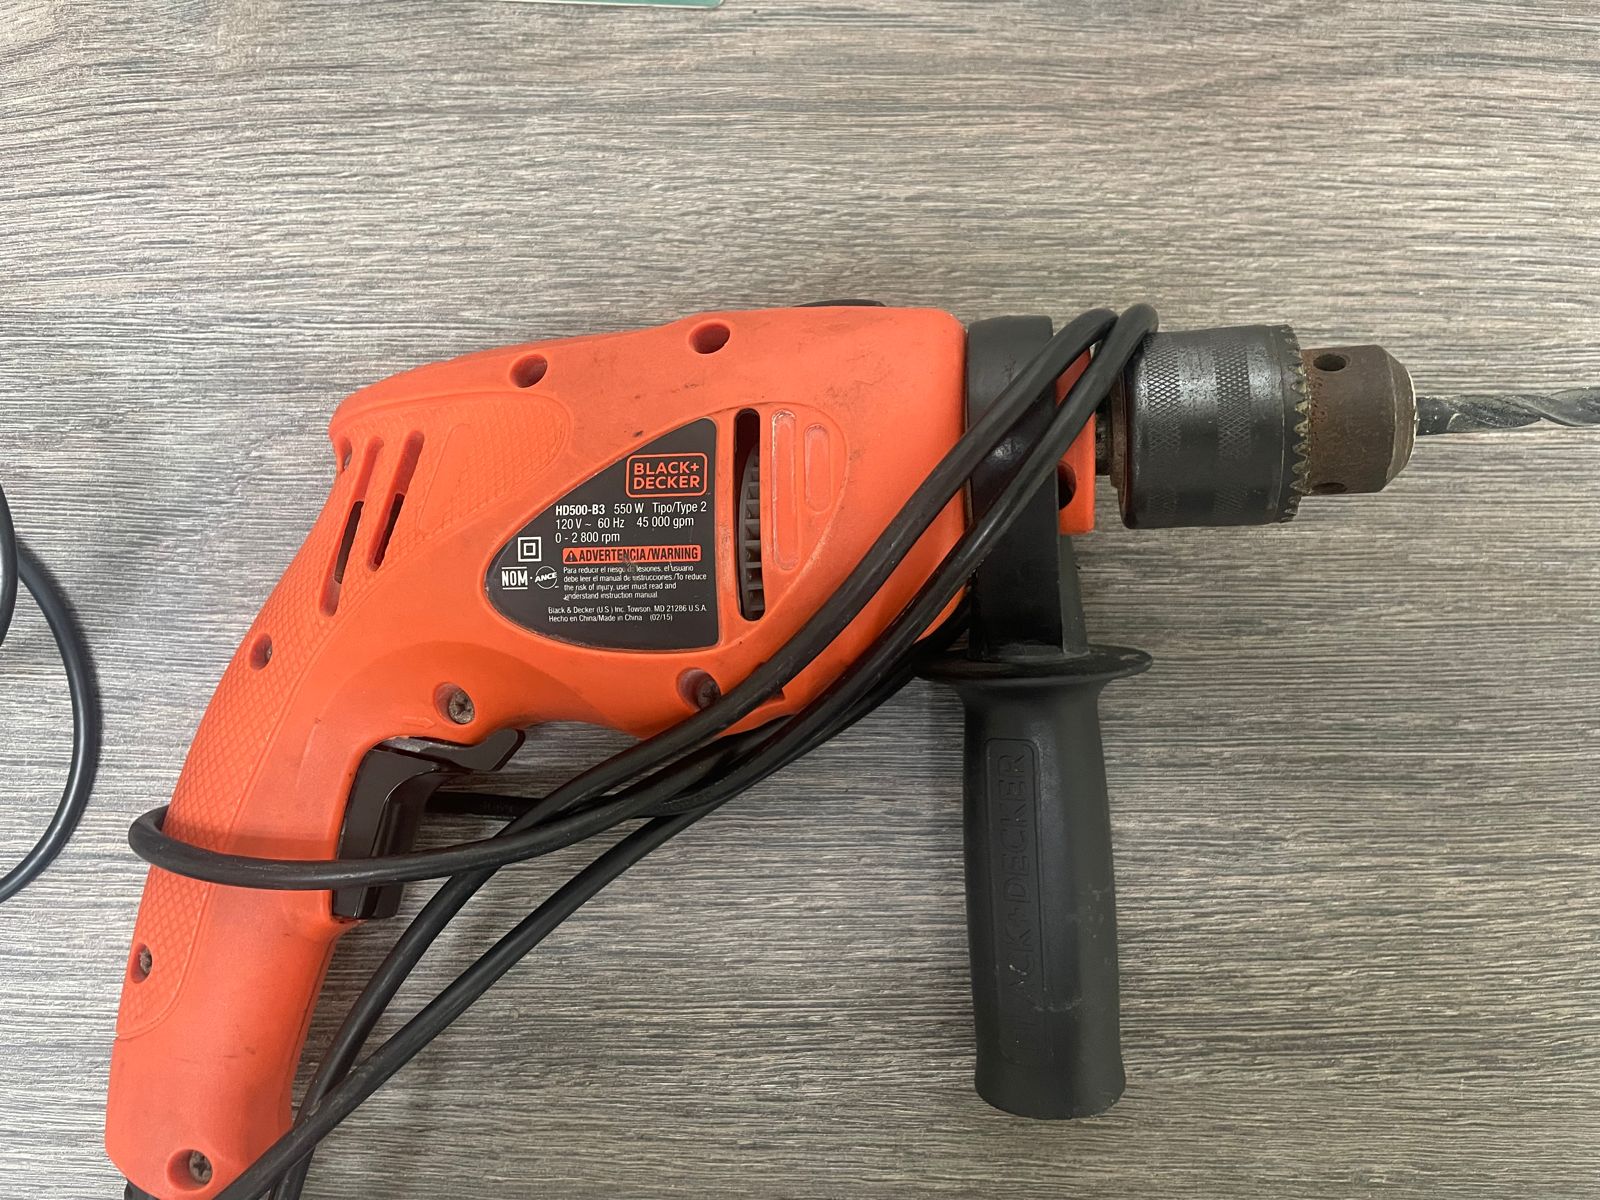 BLACK+
DECKER
HD500-B3 550 W Tipo/Type 2
120 V ~ 60 Hz 45 000 gpm
0 - 2 800 rpm
ADVERTENCIA/WARNING
NOM - ANCE
Para reducir el riesgo de lesiones, el usuario
debe leer el manual de instrucciones./To reduce
the risk of injury, user must read and
understand instruction manual.
Black & Decker (U.S.) Inc. Towson, MD 21286 U.S.A.
Hecho en China/Made in China (02/15)
BLACK+DECKER